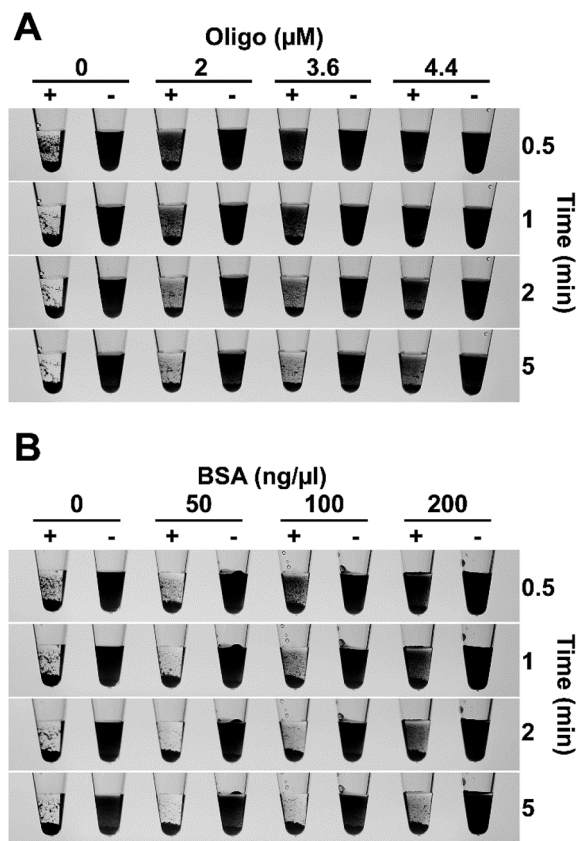 A
Oligo (µM)
0 2 3.6 4.4
+ - + - + - + -
0.5
1
2
5
Time (min)
B
BSA (ng/µl)
0 50 100 200
+ - + - + - + -
0.5
1
2
5
Time (min)